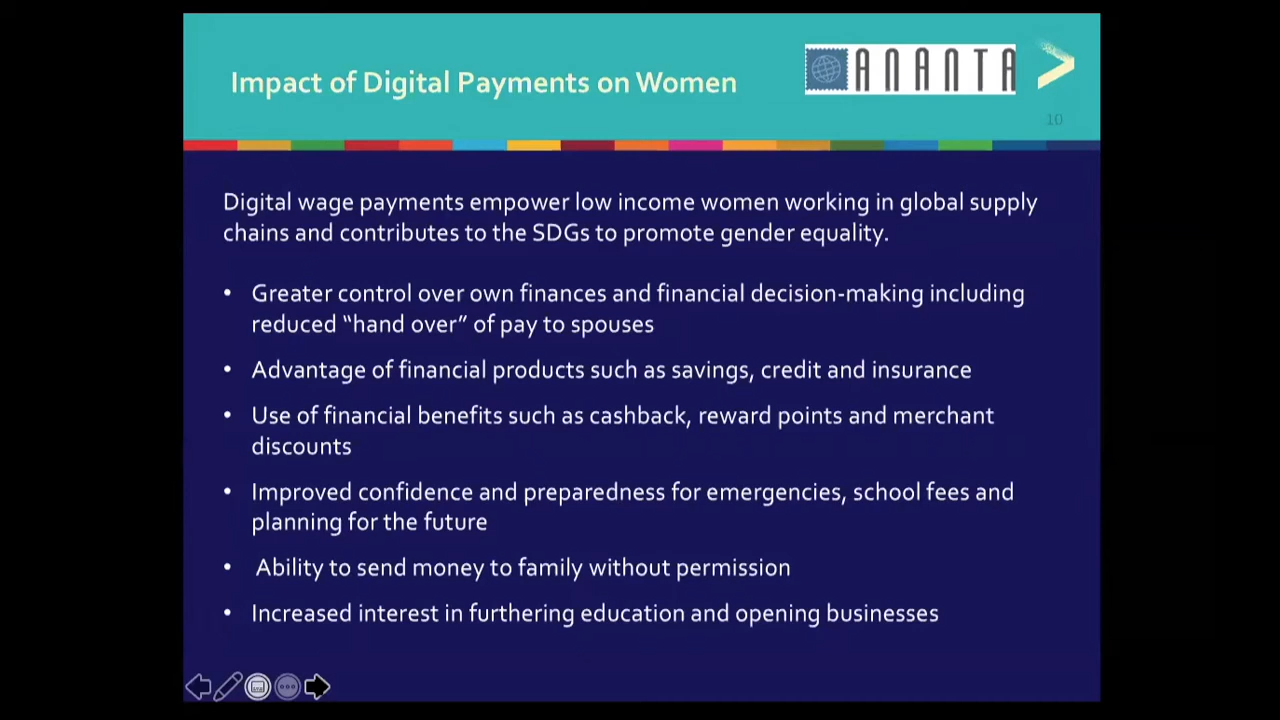 Impact of Digital Payments on Women
ANANTA
10
Digital wage payments empower low income women working in global supply
chains and contributes to the SDGs to promote gender equality.
• Greater control over own finances and financial decision-making including
reduced “hand over” of pay to spouses
• Advantage of financial products such as savings, credit and insurance
• Use of financial benefits such as cashback, reward points and merchant
discounts
• Improved confidence and preparedness for emergencies, school fees and
planning for the future
• Ability to send money to family without permission
• Increased interest in furthering education and opening businesses